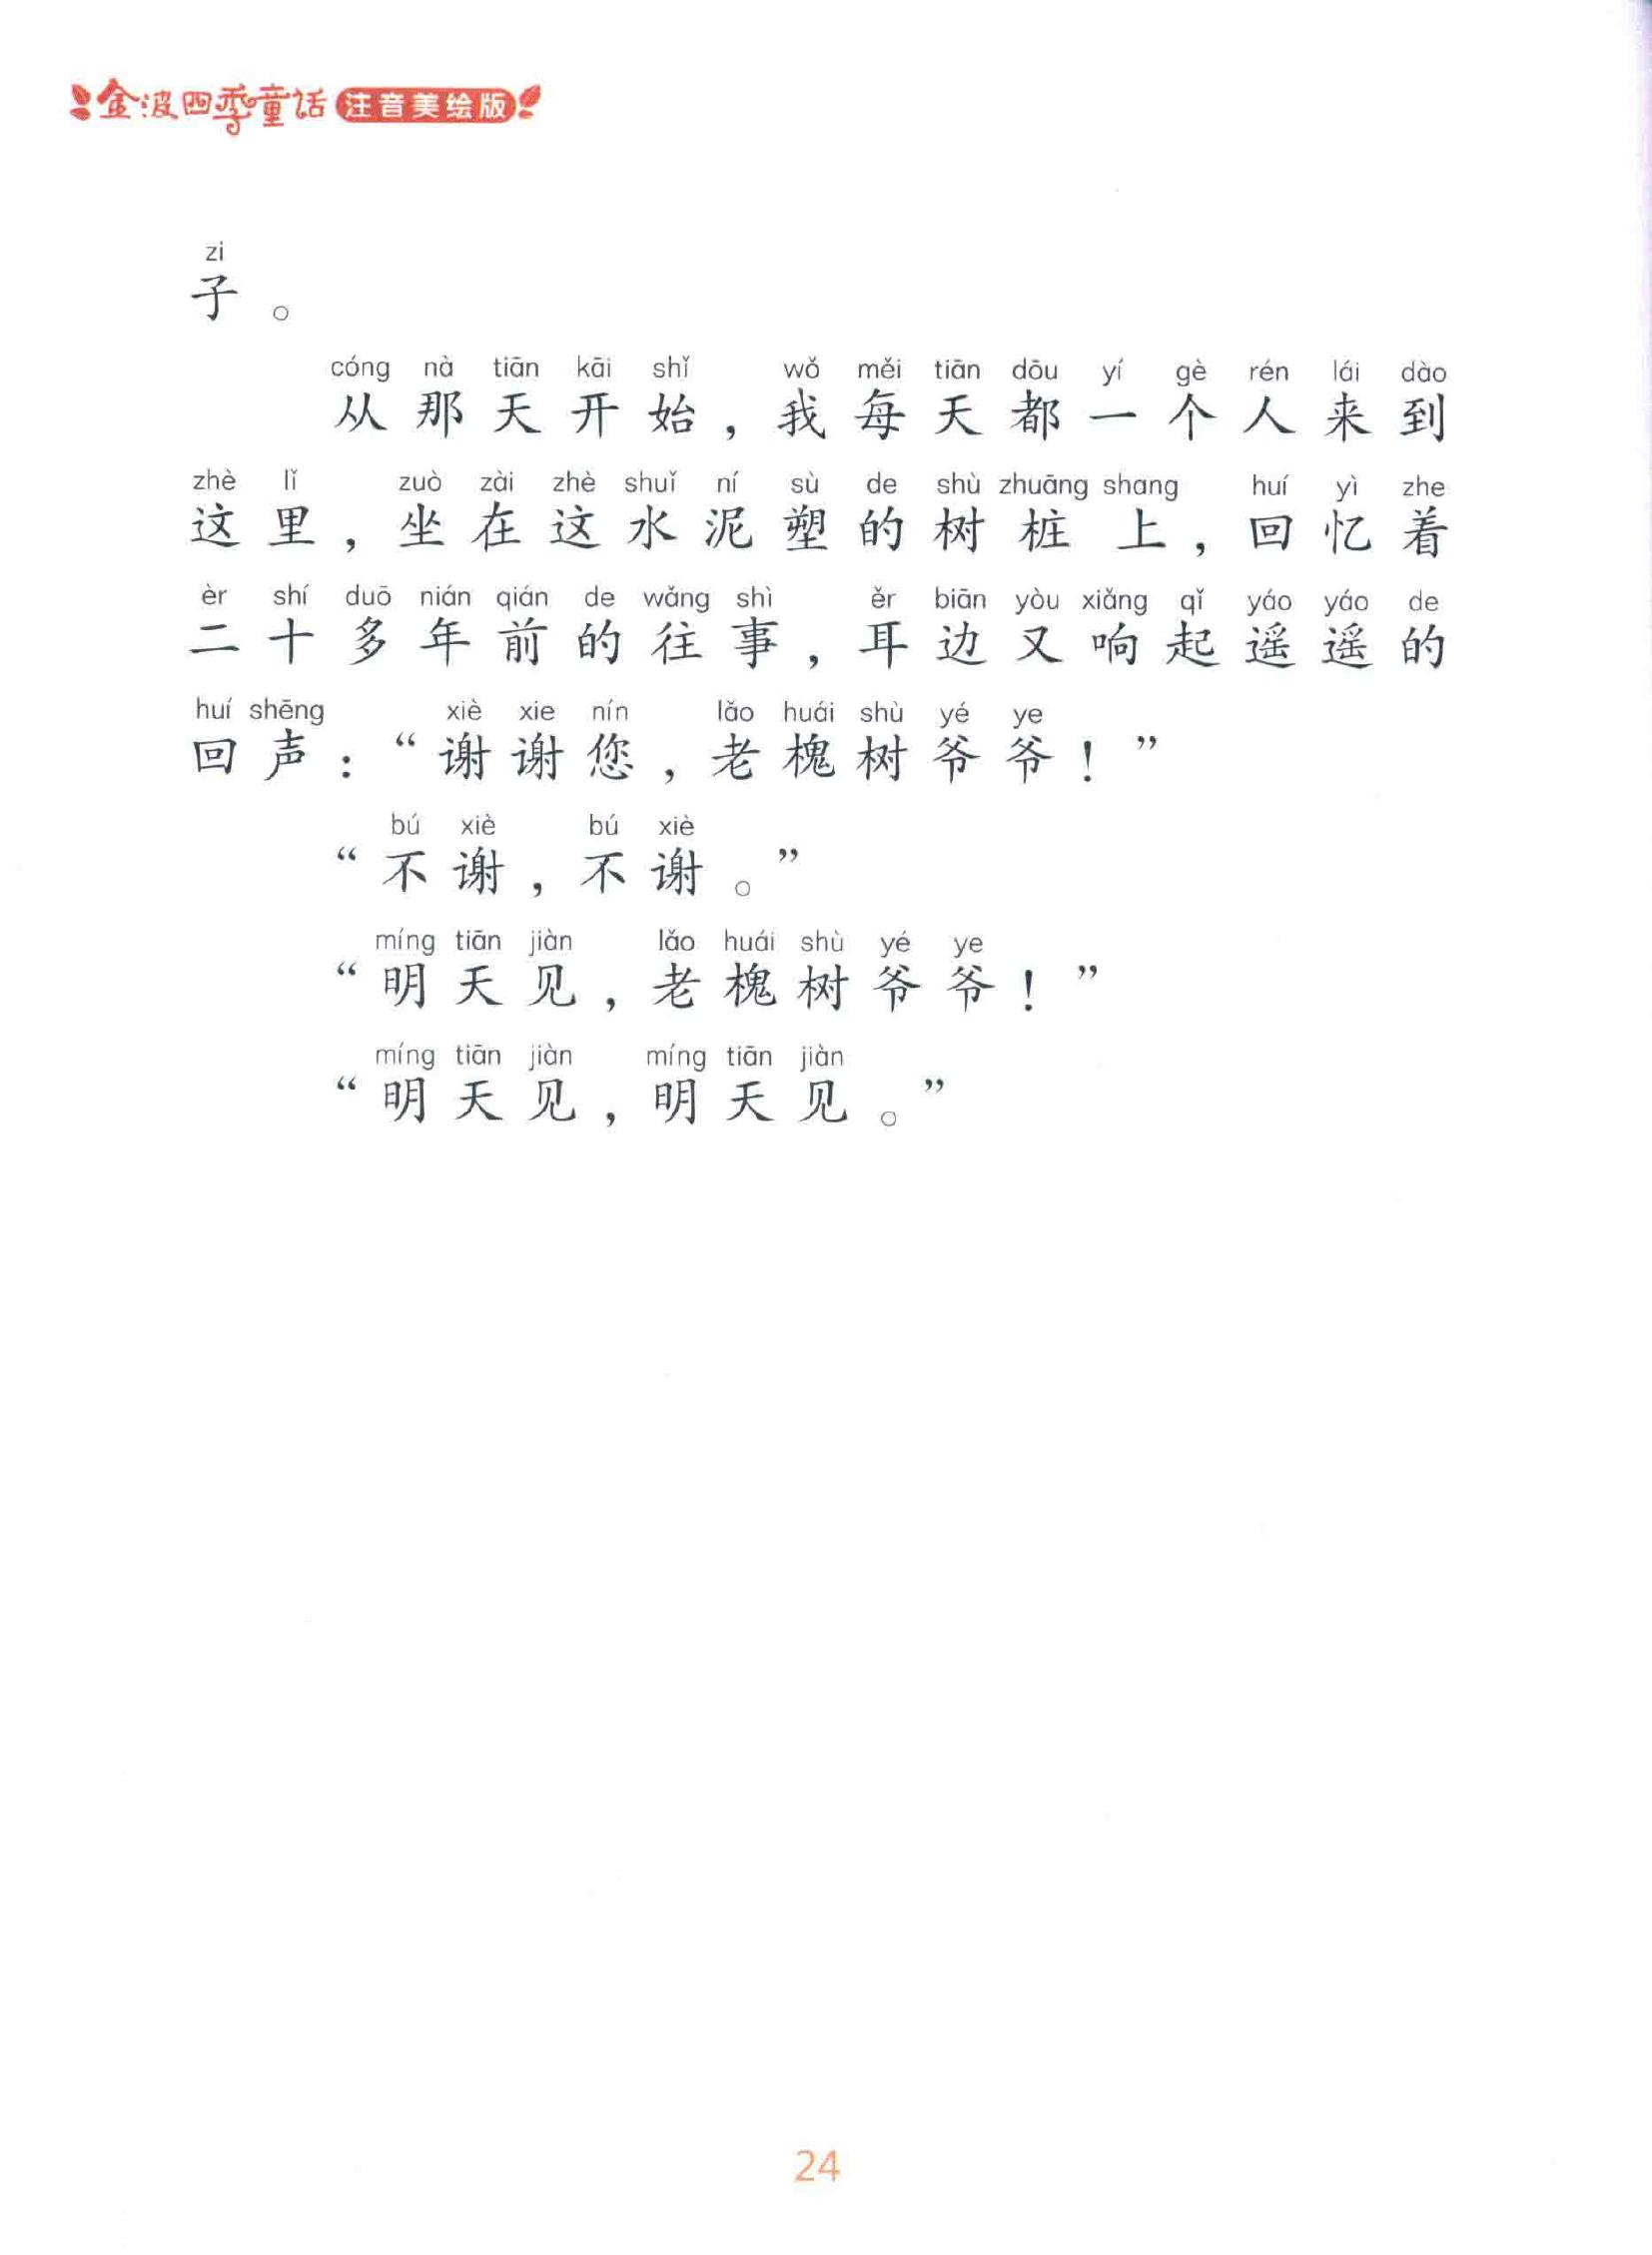 金波四季童话 注音美绘版
zi
子。
cóng nà tiān kāi shǐ wǒ měi tiān dōu yí gè rén lái dào
从那天开始，我每天都一个人来到
zhè lǐ zuò zài zhè shuǐ ní sù de shù zhuāng shang huí yì zhe
这里，坐在这水泥塑的树桩上，回忆着
èr shí duō nián qián de wǎng shì ěr biān yòu xiǎng qǐ yáo yáo de
二十多年前的往事，耳边又响起遥遥的
huí shēng xiè xie nín lǎo huái shù yé ye
回声：“谢谢您，老槐树爷爷！”
bú xiè bú xiè
“不谢，不谢。”
míng tiān jiàn lǎo huái shù yé ye
“明天见，老槐树爷爷！”
míng tiān jiàn míng tiān jiàn
“明天见，明天见。”
24